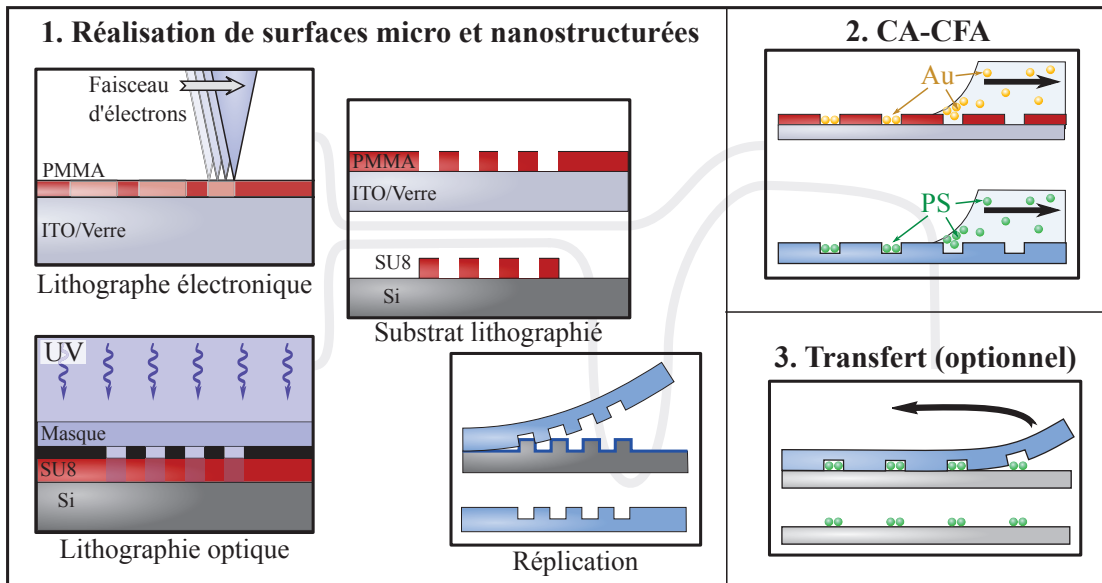 1. Réalisation de surfaces micro et nanostructurées
Faisceau
d'électrons
PMMA
ITO/Verre
Lithographe électronique
PMMA
ITO/Verre
SU8
Si
Substrat lithographié
UV
Masque
SU8
Si
Lithographie optique
Réplication
2. CA-CFA
Au
PS
3. Transfert (optionnel)